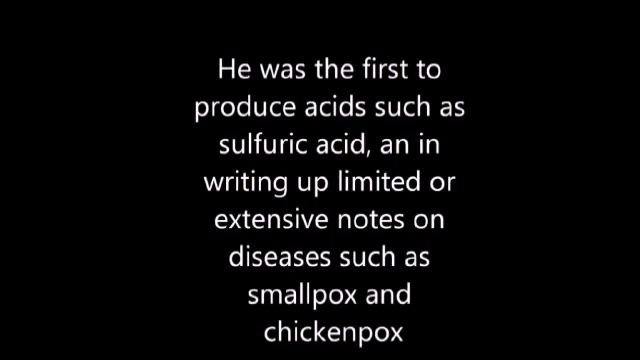 He was the first to
produce acids such as
sulfuric acid, an in
writing up limited or
extensive notes on
diseases such as
smallpox and
chickenpox